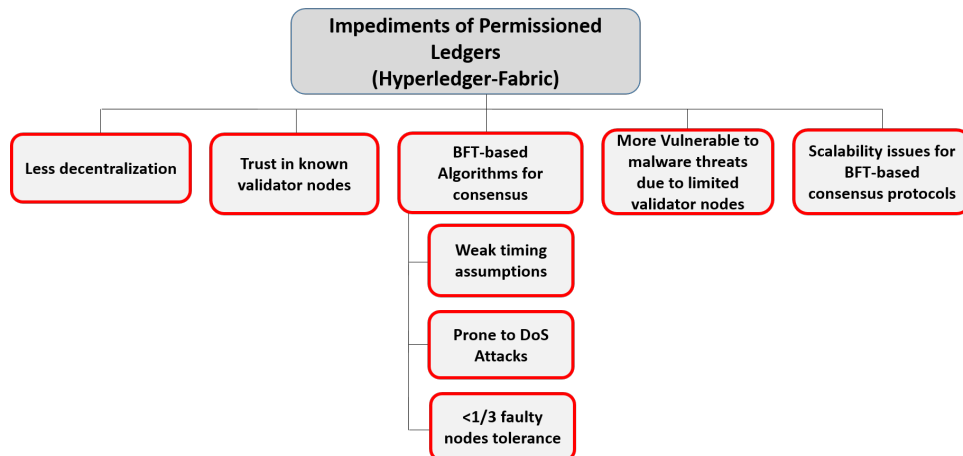 Impediments of Permissioned
Ledgers
(Hyperledger-Fabric)
Less decentralization
Trust in known
validator nodes
BFT-based
Algorithms for
consensus
More Vulnerable to
malware threats
due to limited
validator nodes
Scalability issues for
BFT-based
consensus protocols
Weak timing
assumptions
Prone to DoS
Attacks
<1/3 faulty
nodes tolerance